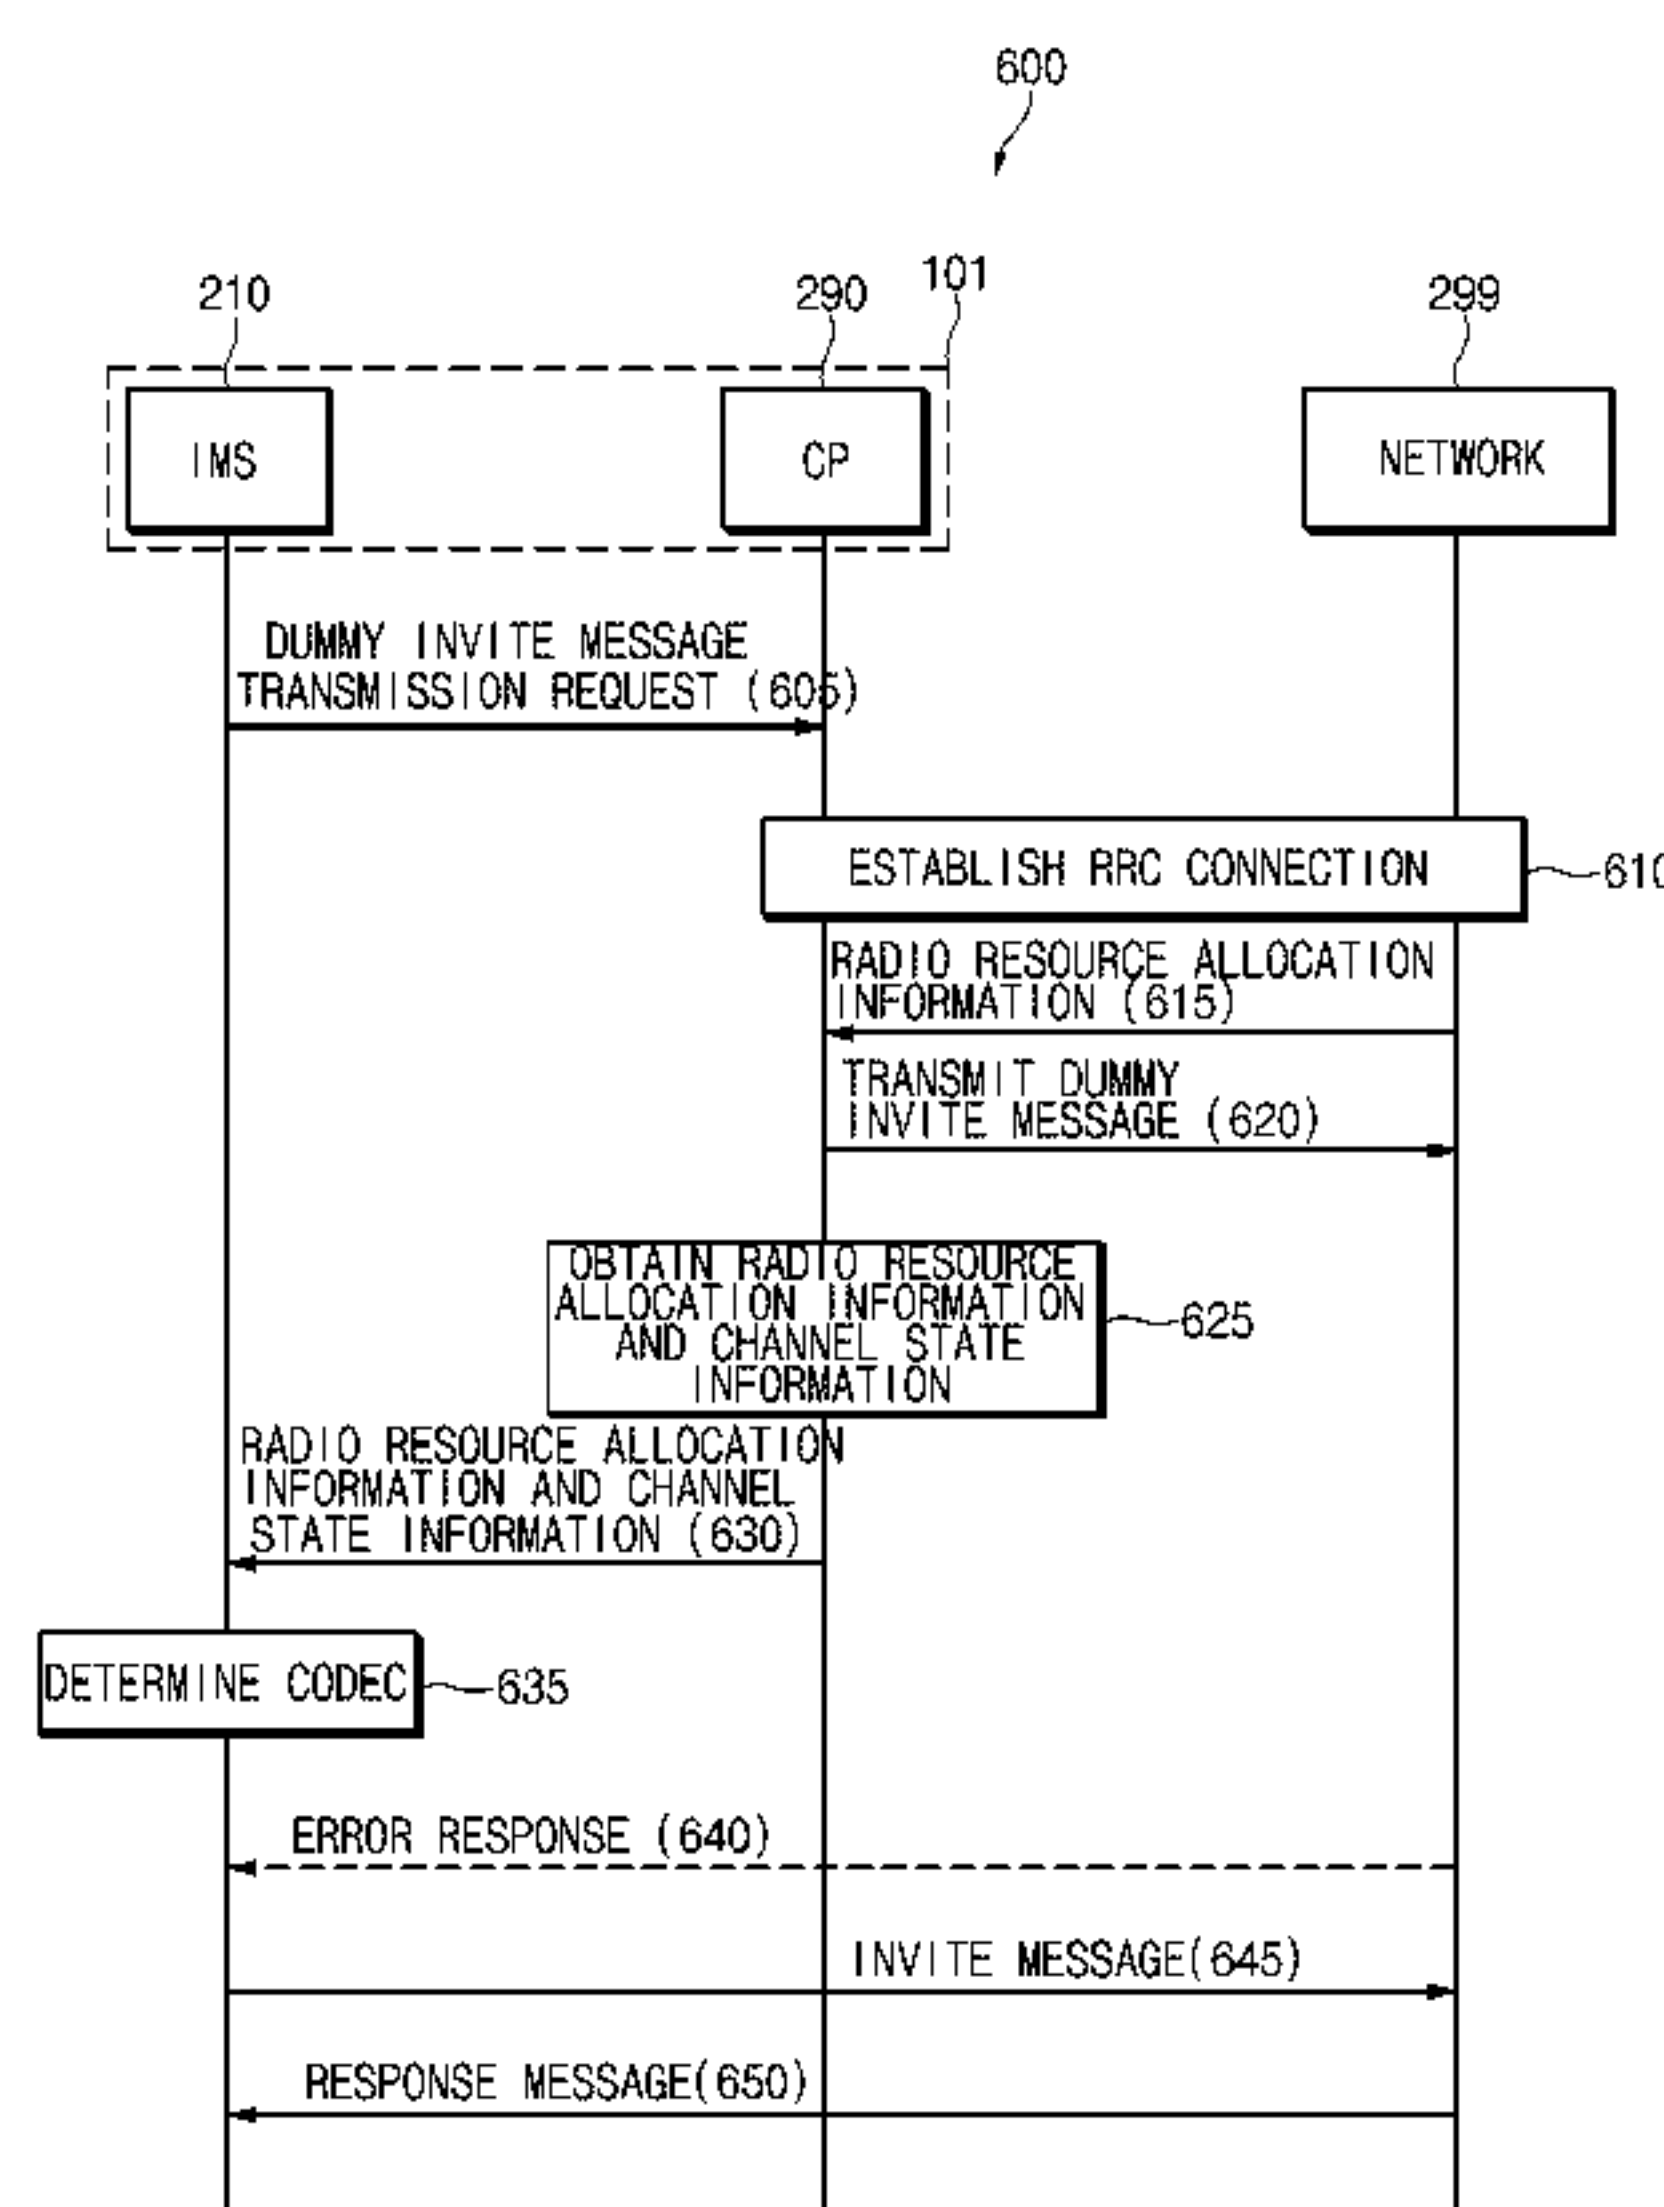 600
210
290
101
299
IMS
CP
NETWORK
DUMMY INVITE MESSAGE
TRANSMISSION REQUEST (605)
ESTABLISH RRC CONNECTION
610
RADIO RESOURCE ALLOCATION
INFORMATION (615)
TRANSMIT DUMMY
INVITE MESSAGE (620)
OBTAIN RADIO RESOURCE
ALLOCATION INFORMATION
AND CHANNEL STATE
INFORMATION
625
RADIO RESOURCE ALLOCATION
INFORMATION AND CHANNEL
STATE INFORMATION (630)
DETERMINE CODEC
635
ERROR RESPONSE (640)
INVITE MESSAGE(645)
RESPONSE MESSAGE(650)